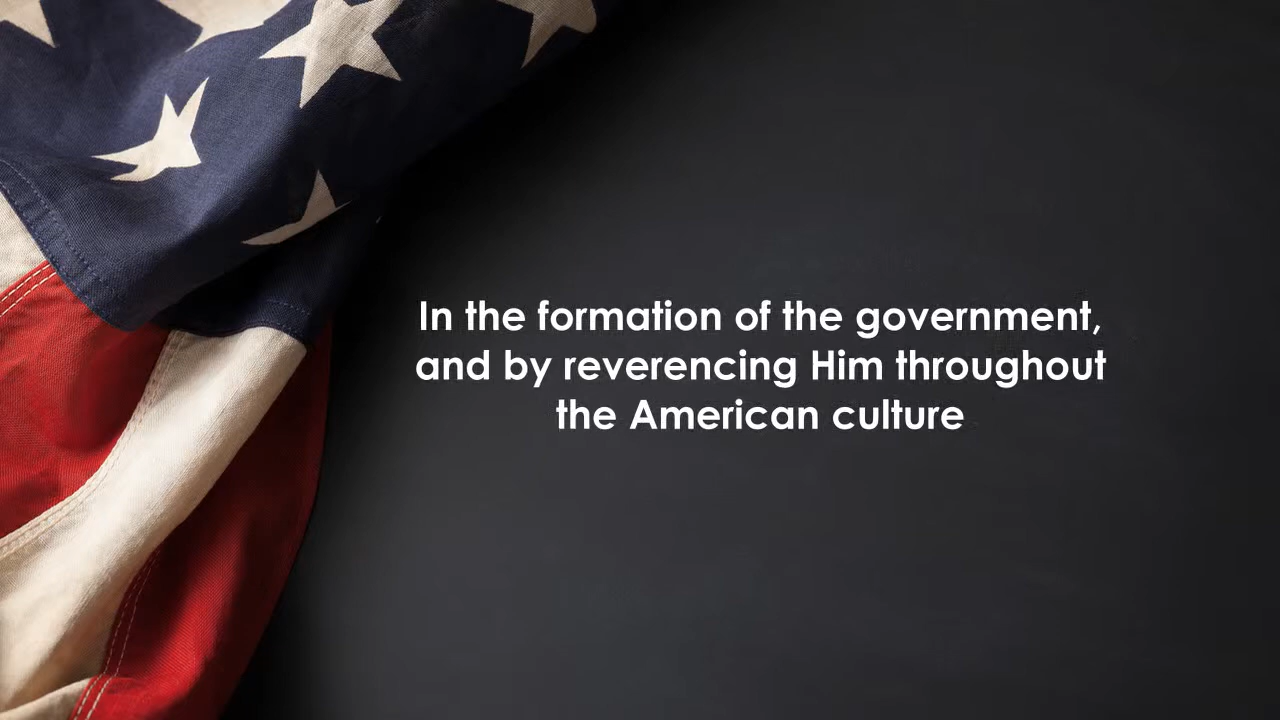 In the formation of the government,
and by reverencing Him throughout
the American culture